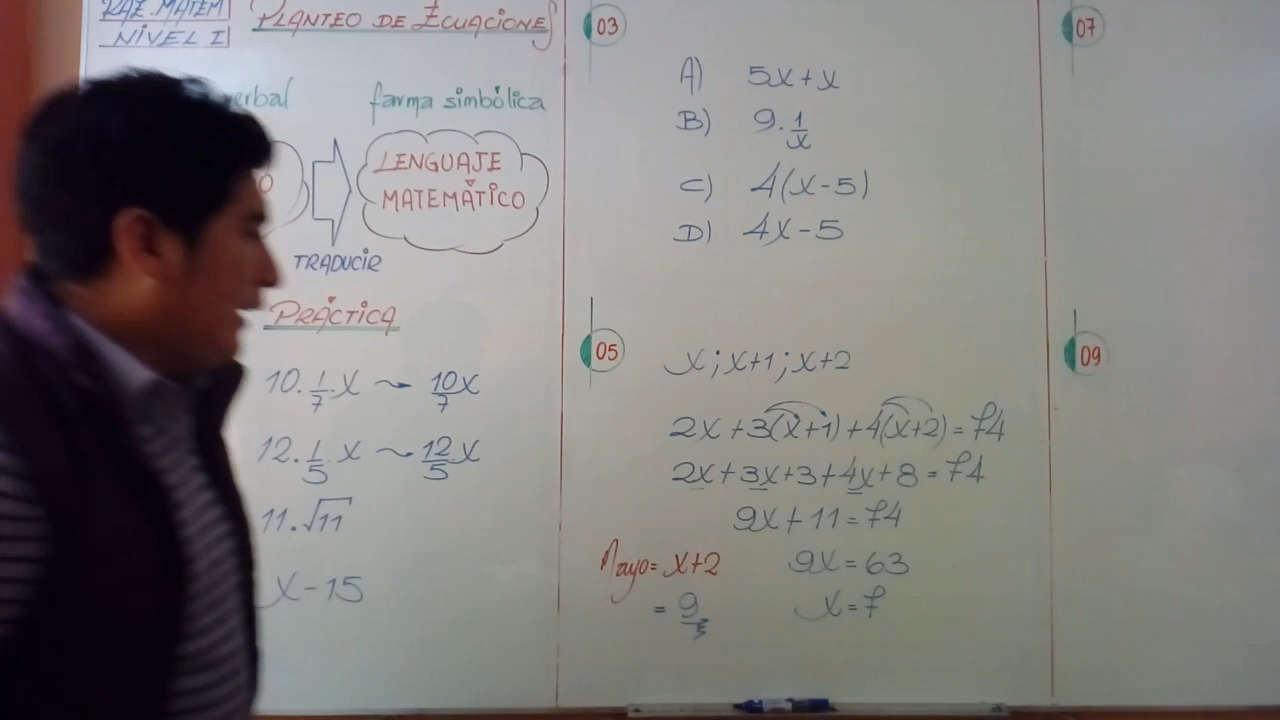 RAZ. MATEM
NIVEL I
PLANTEO DE ECUACIONES
verbal
farma simbólica
LENGUAJE
MATEMÁTICO
TRADUCIR
PRÁCTICA
10. 1/7 . x ~ 10x/7
12. 1/5 . x ~ 12/5 x
11. √11
x - 15
03
A) 5x + x
B) 9. 1/x
C) 4(x - 5)
D) 4x - 5
05
x ; x+1 ; x+2
2x + 3(x+1) + 4(x+2) = 74
2x + 3x + 3 + 4x + 8 = 74
9x + 11 = 74
9x = 63
x = 7
Mayo = x+2
= 9
07
09